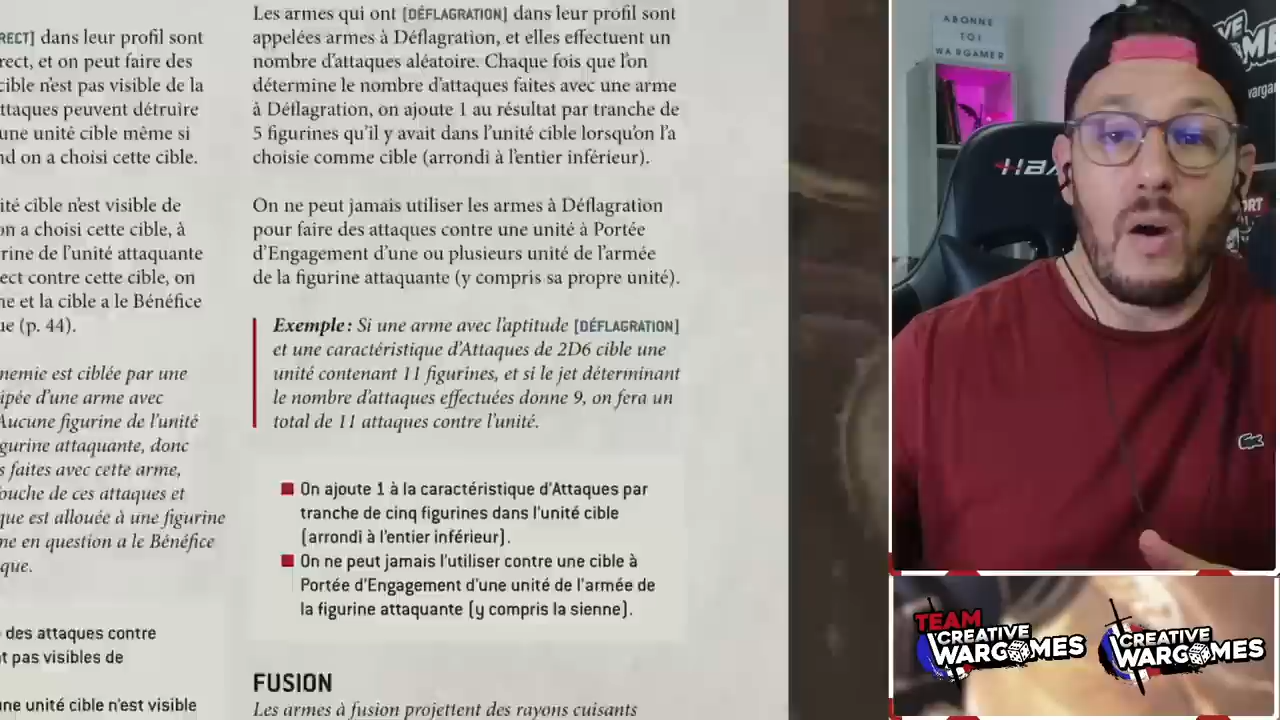 RECT] dans leur profil sont
rect, et on peut faire des
cible n'est pas visible de la
ttaques peuvent détruire
une unité cible même si
nd on a choisi cette cible.
ité cible n'est visible de
on a choisi cette cible, à
rine de l'unité attaquante
ect contre cette cible, on
ne et la cible a le Bénéfice
ue (p. 44).
nemie est ciblée par une
ipée d'une arme avec
Aucune figurine de l'unité
gurine attaquante, donc
s faites avec cette arme,
ouche de ces attaques et
que est allouée à une figurine
ne en question a le Bénéfice
que.
des attaques contre
t pas visibles de
une unité cible n'est visible
Les armes qui ont [DÉFLAGRATION] dans leur profil sont
appelées armes à Déflagration, et elles effectuent un
nombre d'attaques aléatoire. Chaque fois que l'on
détermine le nombre d'attaques faites avec une arme
à Déflagration, on ajoute 1 au résultat par tranche de
5 figurines qu'il y avait dans l'unité cible lorsqu'on l'a
choisie comme cible (arrondi à l'entier inférieur).
On ne peut jamais utiliser les armes à Déflagration
pour faire des attaques contre une unité à Portée
d'Engagement d'une ou plusieurs unité de l'armée
de la figurine attaquante (y compris sa propre unité).
Exemple : Si une arme avec l'aptitude [DÉFLAGRATION]
et une caractéristique d'Attaques de 2D6 cible une
unité contenant 11 figurines, et si le jet déterminant
le nombre d'attaques effectuées donne 9, on fera un
total de 11 attaques contre l'unité.
■ On ajoute 1 à la caractéristique d'Attaques par
tranche de cinq figurines dans l'unité cible
(arrondi à l'entier inférieur).
■ On ne peut jamais l'utiliser contre une cible à
Portée d'Engagement d'une unité de l'armée de
la figurine attaquante (y compris la sienne).
FUSION
Les armes à fusion projettent des rayons cuisants
ABONNE
TOI
WARGAMER
TEAM
CREATIVE
WARGAMES
CREATIVE
WARGAMES